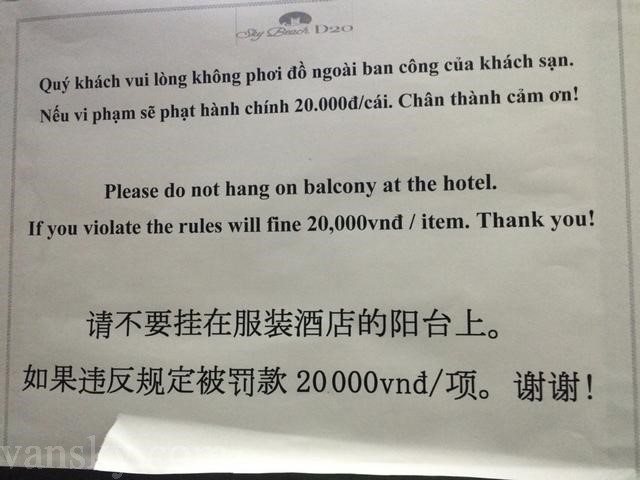 Sky Beach D20
Quý khách vui lòng không phơi đồ ngoài ban công của khách sạn.
Nếu vi phạm sẽ phạt hành chính 20.000đ/cái. Chân thành cảm ơn!
Please do not hang on balcony at the hotel.
If you violate the rules will fine 20,000vnđ / item. Thank you!
请不要挂在服装酒店的阳台上。
如果违反规定被罚款 20000vnđ/项。谢谢!